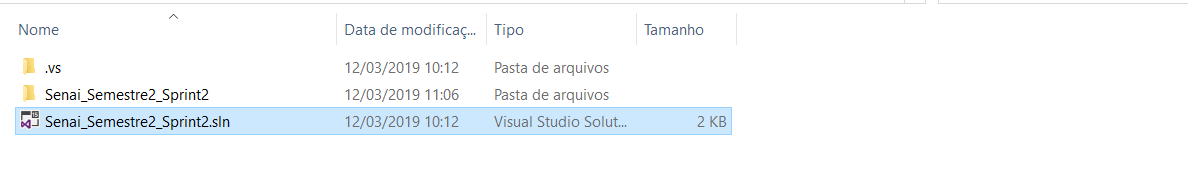 Nome Data de modificaç... Tipo Tamanho
.vs 12/03/2019 10:12 Pasta de arquivos
Senai_Semestre2_Sprint2 12/03/2019 11:06 Pasta de arquivos
Senai_Semestre2_Sprint2.sln 12/03/2019 10:12 Visual Studio Solut... 2 KB